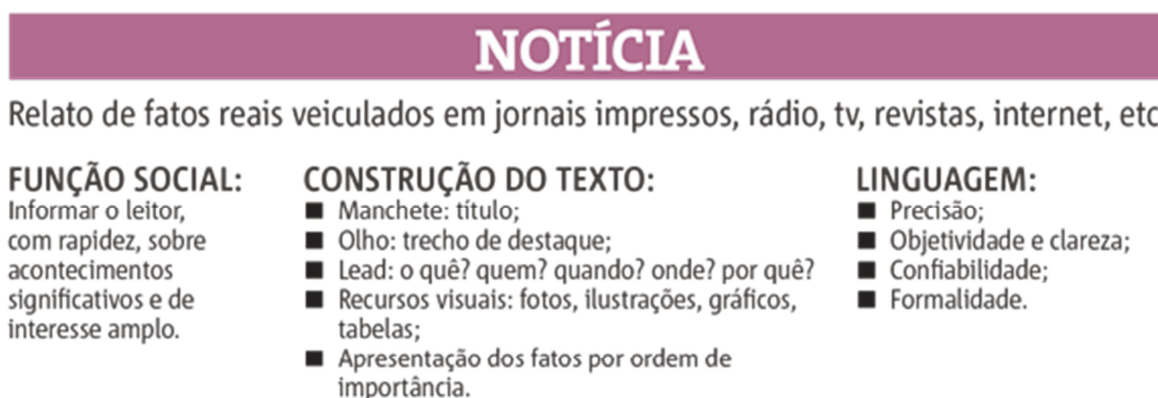 NOTÍCIA
Relato de fatos reais veiculados em jornais impressos, rádio, tv, revistas, internet, etc
FUNÇÃO SOCIAL:
Informar o leitor,
com rapidez, sobre
acontecimentos
significativos e de
interesse amplo.
CONSTRUÇÃO DO TEXTO:
■ Manchete: título;
■ Olho: trecho de destaque;
■ Lead: o quê? quem? quando? onde? por quê?
■ Recursos visuais: fotos, ilustrações, gráficos,
tabelas;
■ Apresentação dos fatos por ordem de
importância.
LINGUAGEM:
■ Precisão;
■ Objetividade e clareza;
■ Confiabilidade;
■ Formalidade.